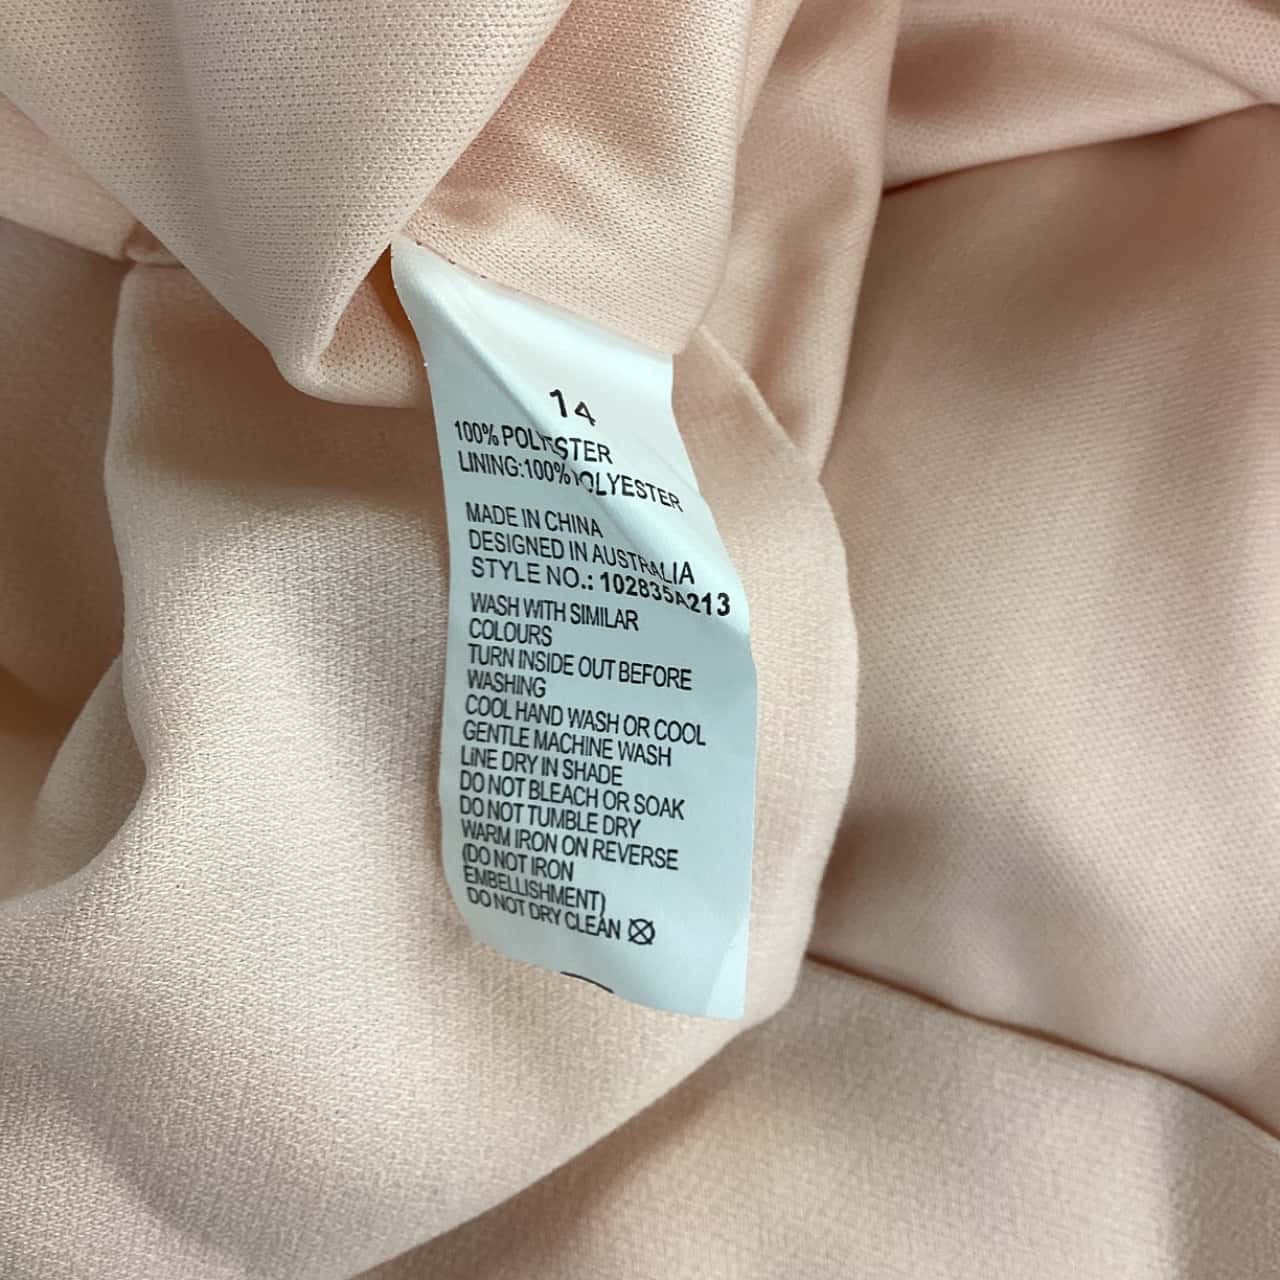 14
100% POLYESTER
LINING:100%POLYESTER
MADE IN CHINA
DESIGNED IN AUSTRALIA
STYLE NO.: 102835A213
WASH WITH SIMILAR
COLOURS
TURN INSIDE OUT BEFORE
WASHING
COOL HAND WASH OR COOL
GENTLE MACHINE WASH
LiNE DRY IN SHADE
DO NOT BLEACH OR SOAK
DO NOT TUMBLE DRY
WARM IRON ON REVERSE
(DO NOT IRON
EMBELLISHMENT)
DO NOT DRY CLEAN